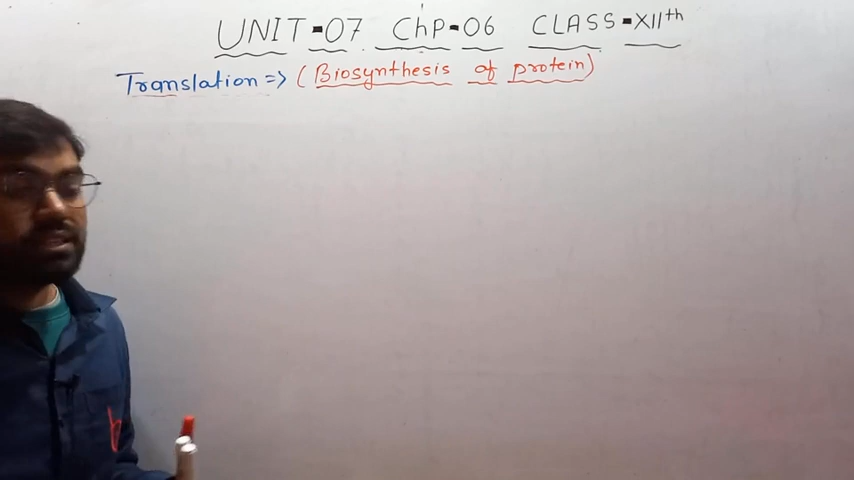 UNIT-07 ChP-06 CLASS-XIIth
Translation => (Biosynthesis of protein)